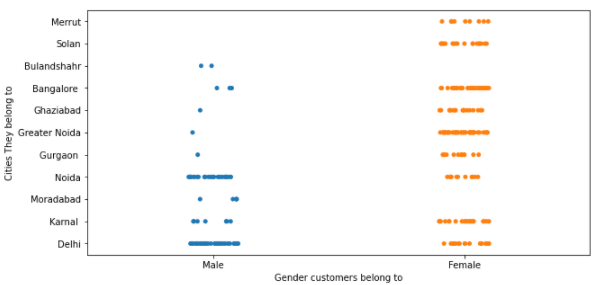 Merrut
Solan
Bulandshahr
Bangalore
Ghaziabad
Greater Noida
Gurgaon
Noida
Moradabad
Karnal
Delhi
Cities They belong to
Male Female
Gender customers belong to